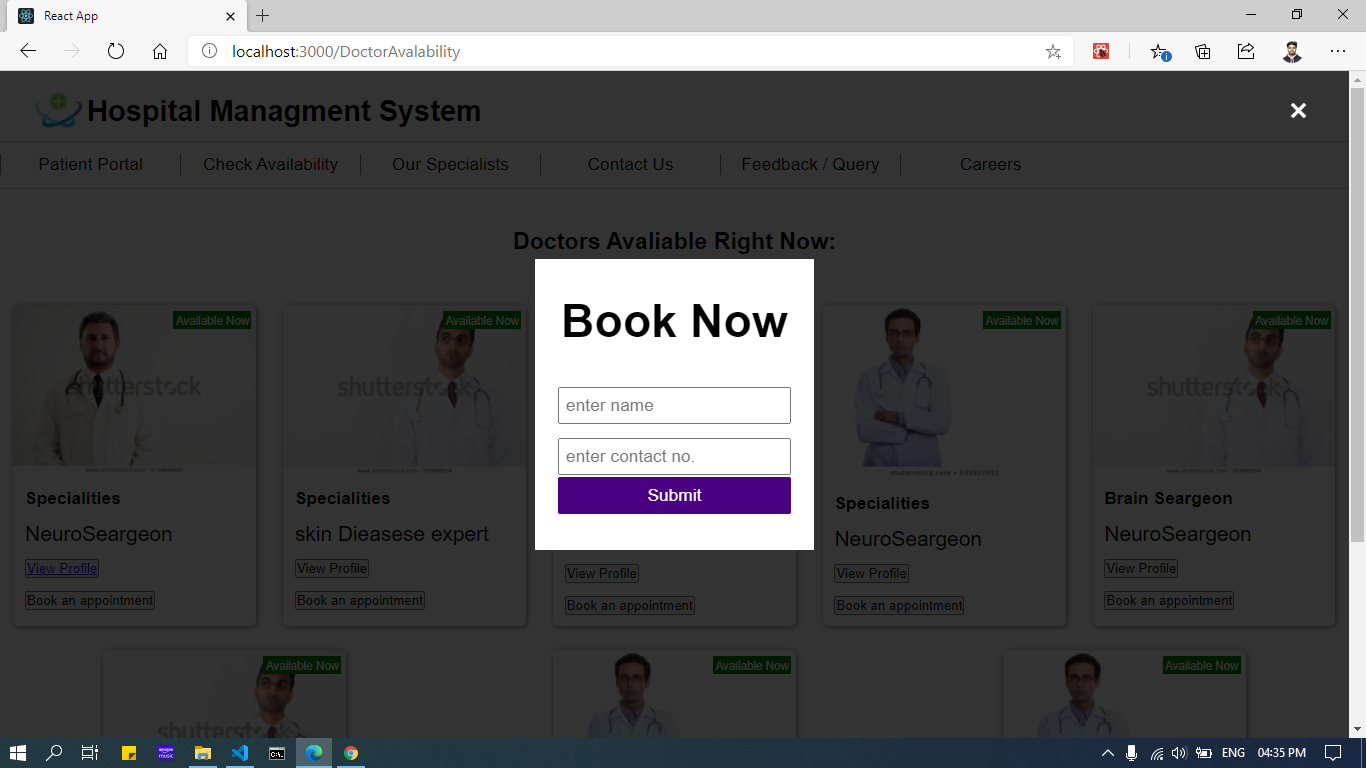 React App
localhost:3000/DoctorAvalability
Hospital Managment System
×
Patient Portal Check Availability Our Specialists Contact Us Feedback / Query Careers
Doctors Avaliable Right Now:
Book Now
enter name
enter contact no.
Submit
Available Now
shutterstock
Specialities
NeuroSeargeon
View Profile
Book an appointment
Available Now
shutterstock
Specialities
skin Dieasese expert
View Profile
Book an appointment
View Profile
Book an appointment
Available Now
Specialities
NeuroSeargeon
View Profile
Book an appointment
Available Now
shutterstock
Brain Seargeon
NeuroSeargeon
View Profile
Book an appointment
Available Now
shutterstock
Available Now
Available Now
amazon music
C:\.
ENG 04:35 PM